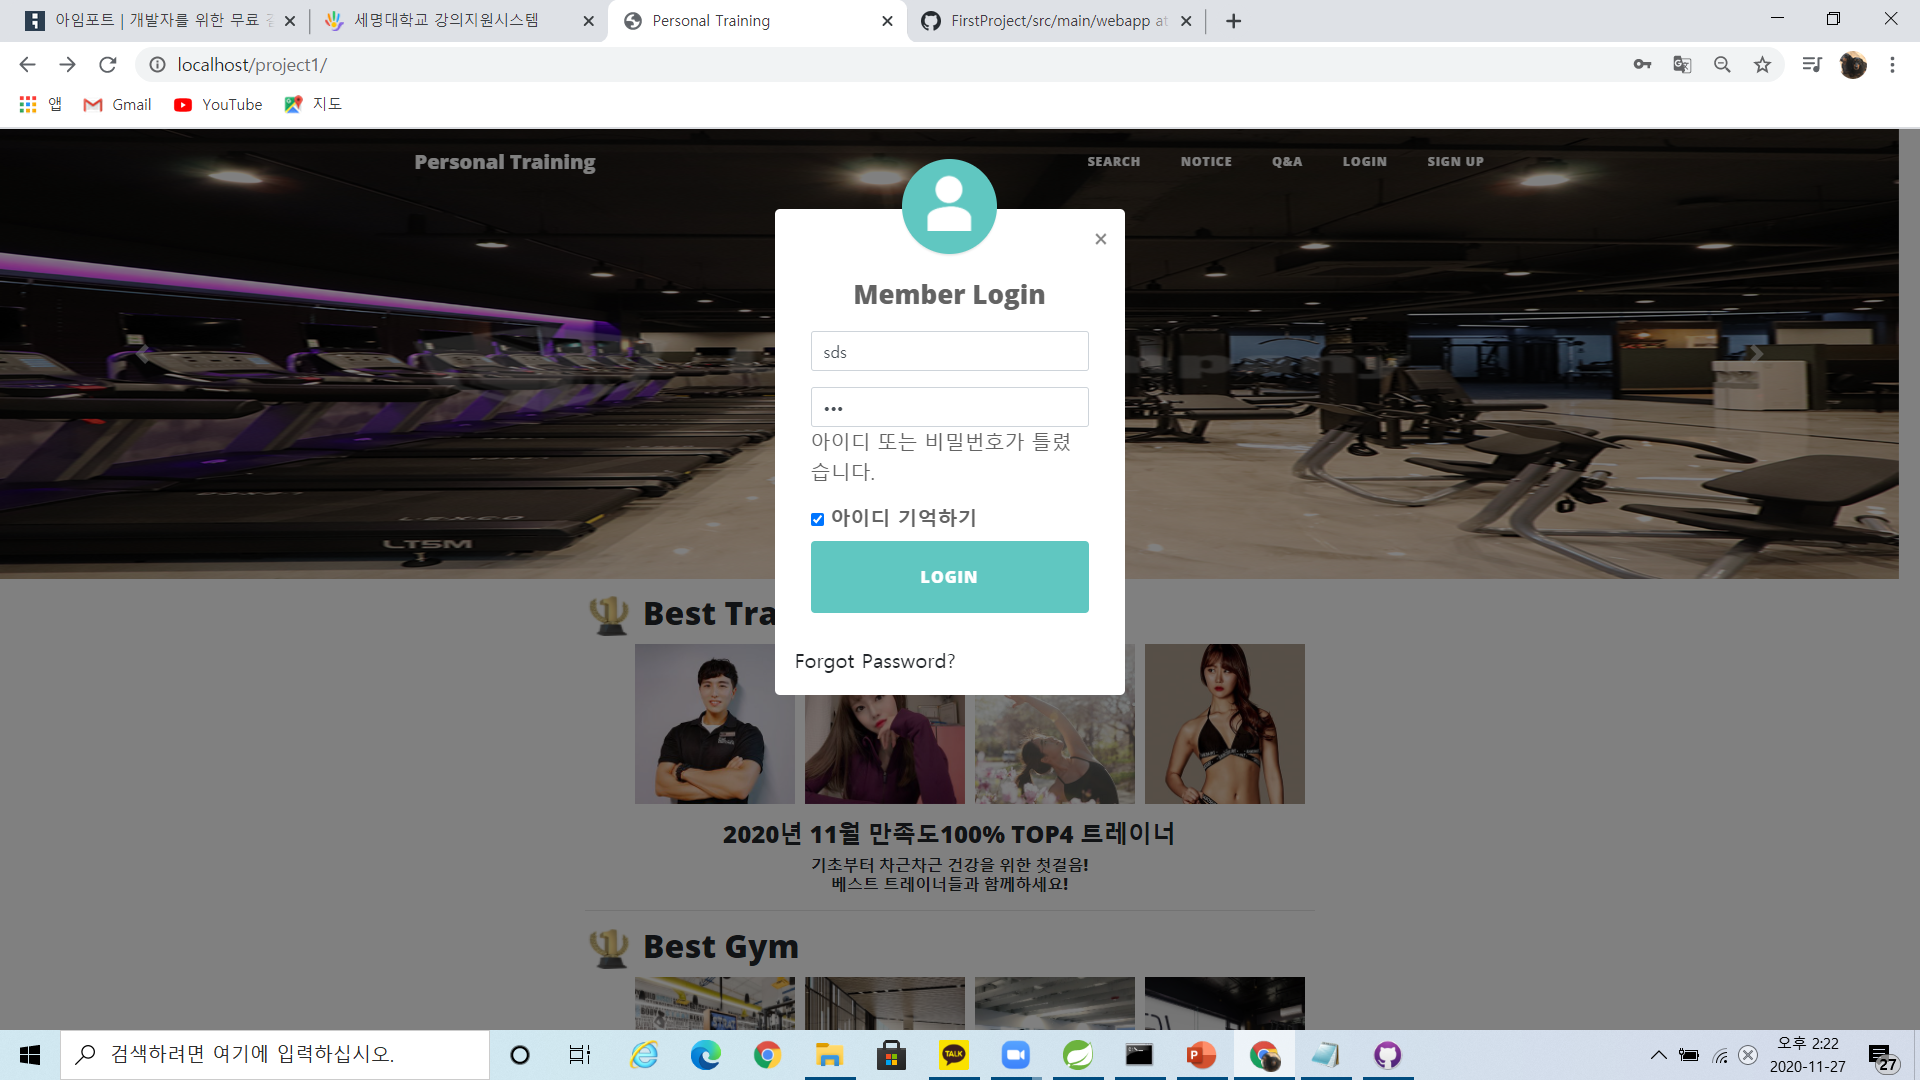 아임포트 | 개발자를 위한 무료
세명대학교 강의지원시스템
Personal Training
FirstProject/src/main/webapp at
localhost/project1/
앱
Gmail
YouTube
지도
Personal Training
SEARCH
NOTICE
Q&A
LOGIN
SIGN UP
Member Login
sds
•••
아이디 또는 비밀번호가 틀렸
습니다.
아이디 기억하기
LOGIN
Forgot Password?
LTSM
Best Tra
2020년 11월 만족도100% TOP4 트레이너
기초부터 차근차근 건강을 위한 첫걸음!
베스트 트레이너들과 함께하세요!
Best Gym
검색하려면 여기에 입력하십시오.
TALK
오후 2:22
2020-11-27
27